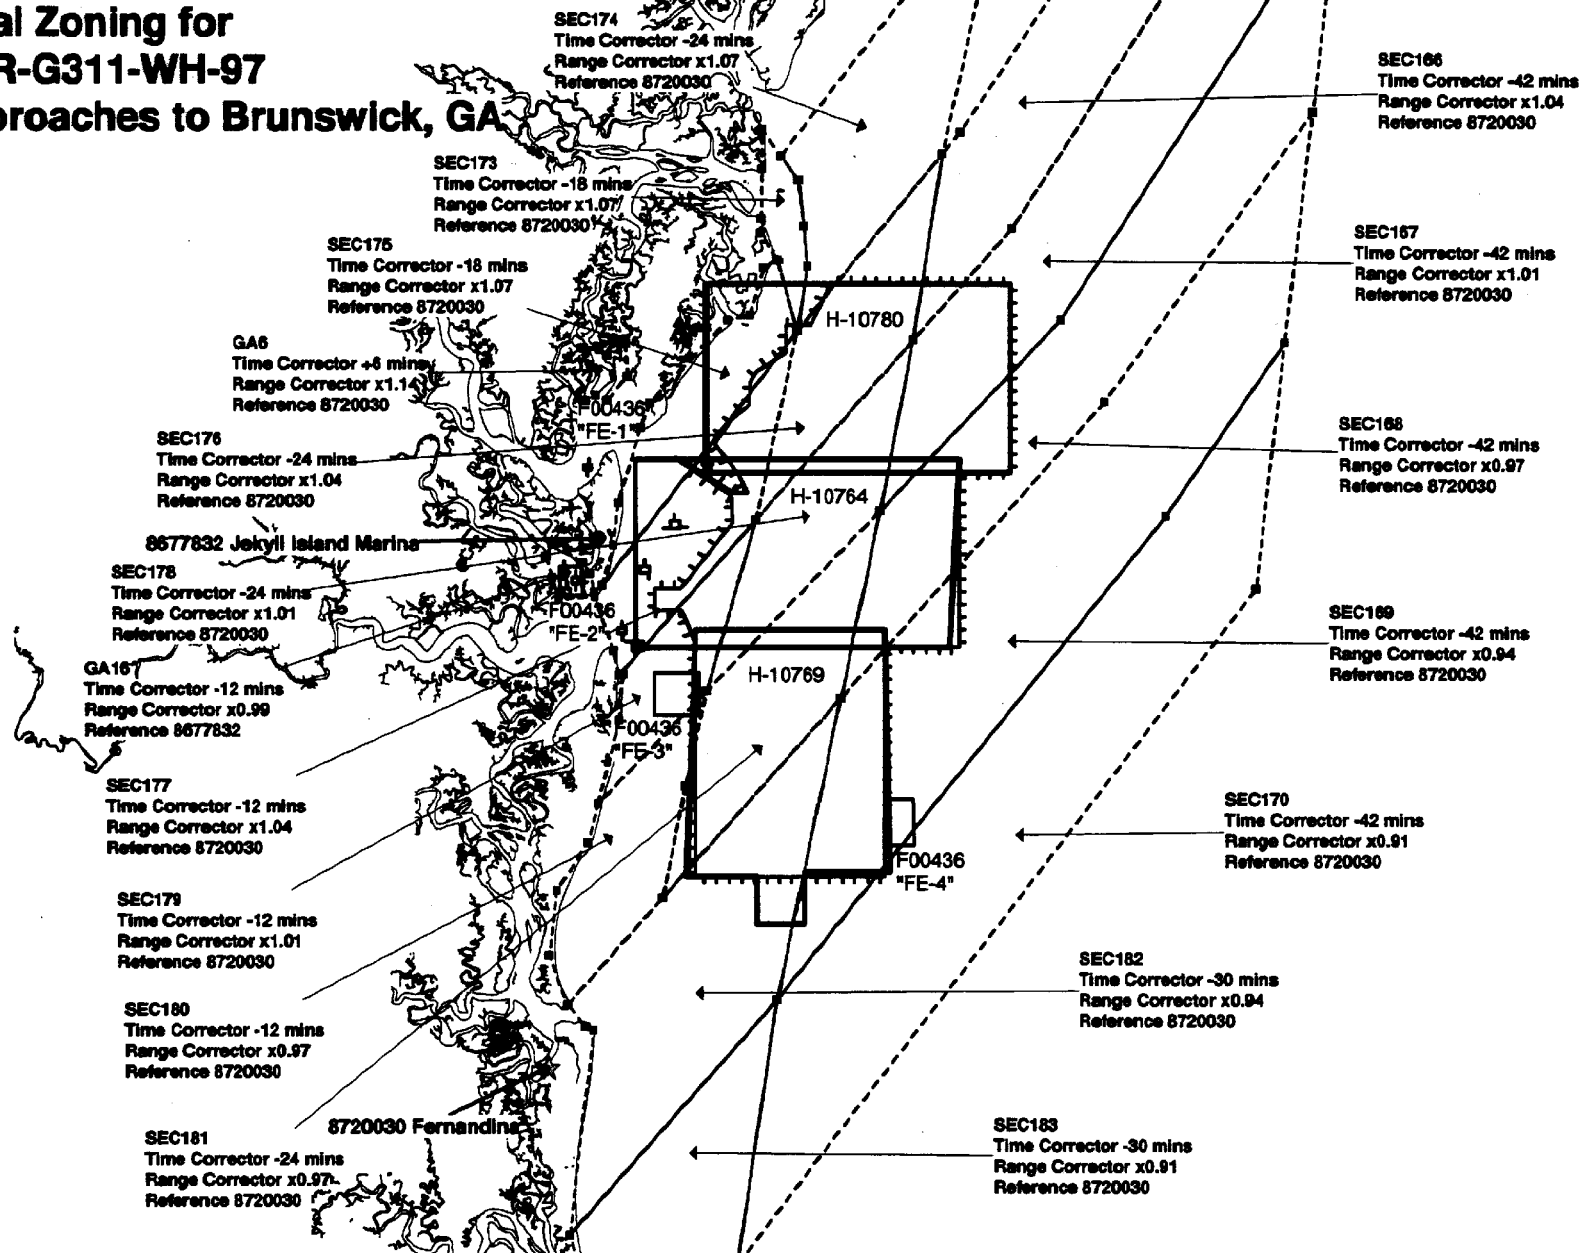 al Zoning for
R-G311-WH-97
proaches to Brunswick, GA
SEC174
Time Corrector -24 mins
Range Corrector x1.07
Reference 8720030
SEC166
Time Corrector -42 mins
Range Corrector x1.04
Reference 8720030
SEC173
Time Corrector -18 mins
Range Corrector x1.07
Reference 8720030
SEC167
Time Corrector -42 mins
Range Corrector x1.01
Reference 8720030
SEC175
Time Corrector -18 mins
Range Corrector x1.07
Reference 8720030
H-10780
GA6
Time Corrector +6 mins
Range Corrector x1.14
Reference 8720030
F00436
"FE-1"
SEC168
Time Corrector -42 mins
Range Corrector x0.97
Reference 8720030
SEC176
Time Corrector -24 mins
Range Corrector x1.04
Reference 8720030
H-10764
8677832 Jekyll Island Marina
SEC178
Time Corrector -24 mins
Range Corrector x1.01
Reference 8720030
F00436
"FE-2"
SEC169
Time Corrector -42 mins
Range Corrector x0.94
Reference 8720030
GA16
Time Corrector -12 mins
Range Corrector x0.99
Reference 8677832
H-10769
F00436
"FE-3"
SEC177
Time Corrector -12 mins
Range Corrector x1.04
Reference 8720030
SEC170
Time Corrector -42 mins
Range Corrector x0.91
Reference 8720030
F00436
"FE-4"
SEC179
Time Corrector -12 mins
Range Corrector x1.01
Reference 8720030
SEC182
Time Corrector -30 mins
Range Corrector x0.94
Reference 8720030
SEC180
Time Corrector -12 mins
Range Corrector x0.97
Reference 8720030
8720030 Fernandina
SEC181
Time Corrector -24 mins
Range Corrector x0.97
Reference 8720030
SEC183
Time Corrector -30 mins
Range Corrector x0.91
Reference 8720030